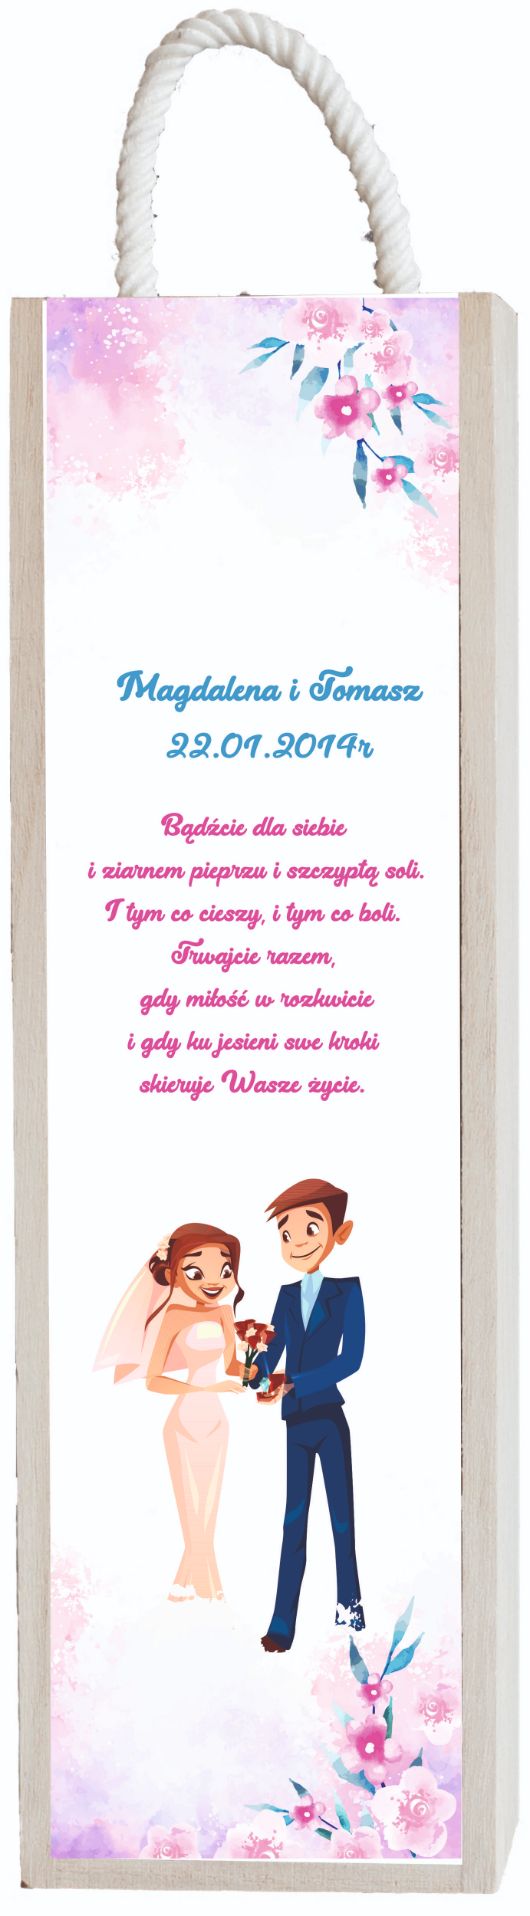 Magdalena i Tomasz
22.01.2014r
Bądźcie dla siebie
i ziarnem pieprzu i szczyptą soli.
I tym co cieszy, i tym co boli.
Trwajcie razem,
gdy miłość w rozkwicie
i gdy ku jesieni swe kroki
skieruje Wasze życie.